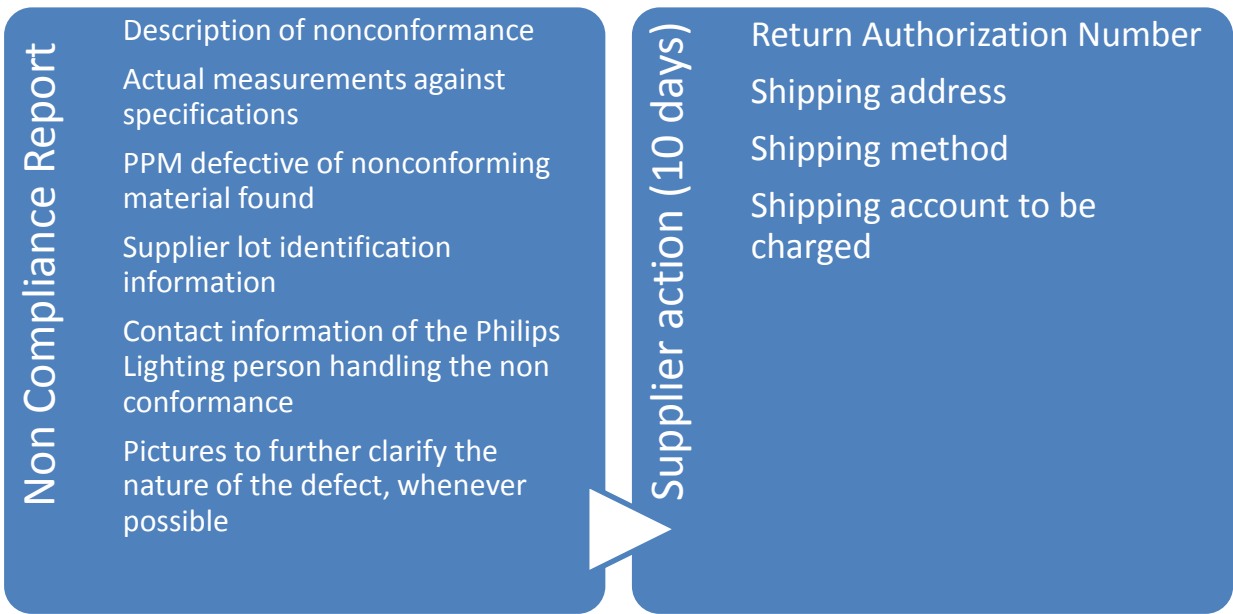 Non Compliance Report
Description of nonconformance
Actual measurements against
specifications
PPM defective of nonconforming
material found
Supplier lot identification
information
Contact information of the Philips
Lighting person handling the non
conformance
Pictures to further clarify the
nature of the defect, whenever
possible
Supplier action (10 days)
Return Authorization Number
Shipping address
Shipping method
Shipping account to be
charged